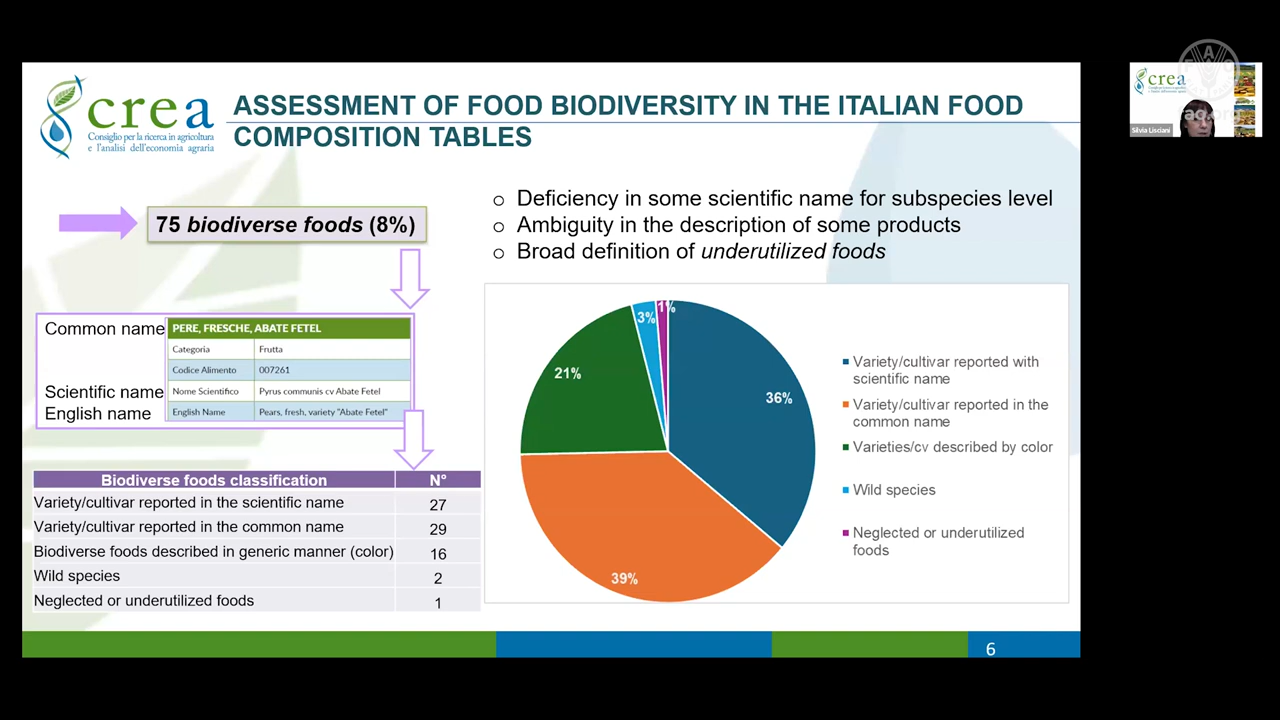 crea
Consiglio per la ricerca in agricoltura
e l'analisi dell'economia agraria
ASSESSMENT OF FOOD BIODIVERSITY IN THE ITALIAN FOOD
COMPOSITION TABLES
75 biodiverse foods (8%)
o Deficiency in some scientific name for subspecies level
o Ambiguity in the description of some products
o Broad definition of underutilized foods
Common name
PERE, FRESCHE, ABATE FETEL
Categoria Frutta
Codice Alimento 007261
Scientific name
Nome Scientifico Pyrus communis cv Abate Fetel
English name
English Name Pears, fresh, variety "Abate Fetel"
Biodiverse foods classification N°
Variety/cultivar reported in the scientific name 27
Variety/cultivar reported in the common name 29
Biodiverse foods described in generic manner (color) 16
Wild species 2
Neglected or underutilized foods 1
3%
1%
21%
36%
39%
Variety/cultivar reported with
scientific name
Variety/cultivar reported in the
common name
Varieties/cv described by color
Wild species
Neglected or underutilized
foods
6
crea
Silvia Lisciani